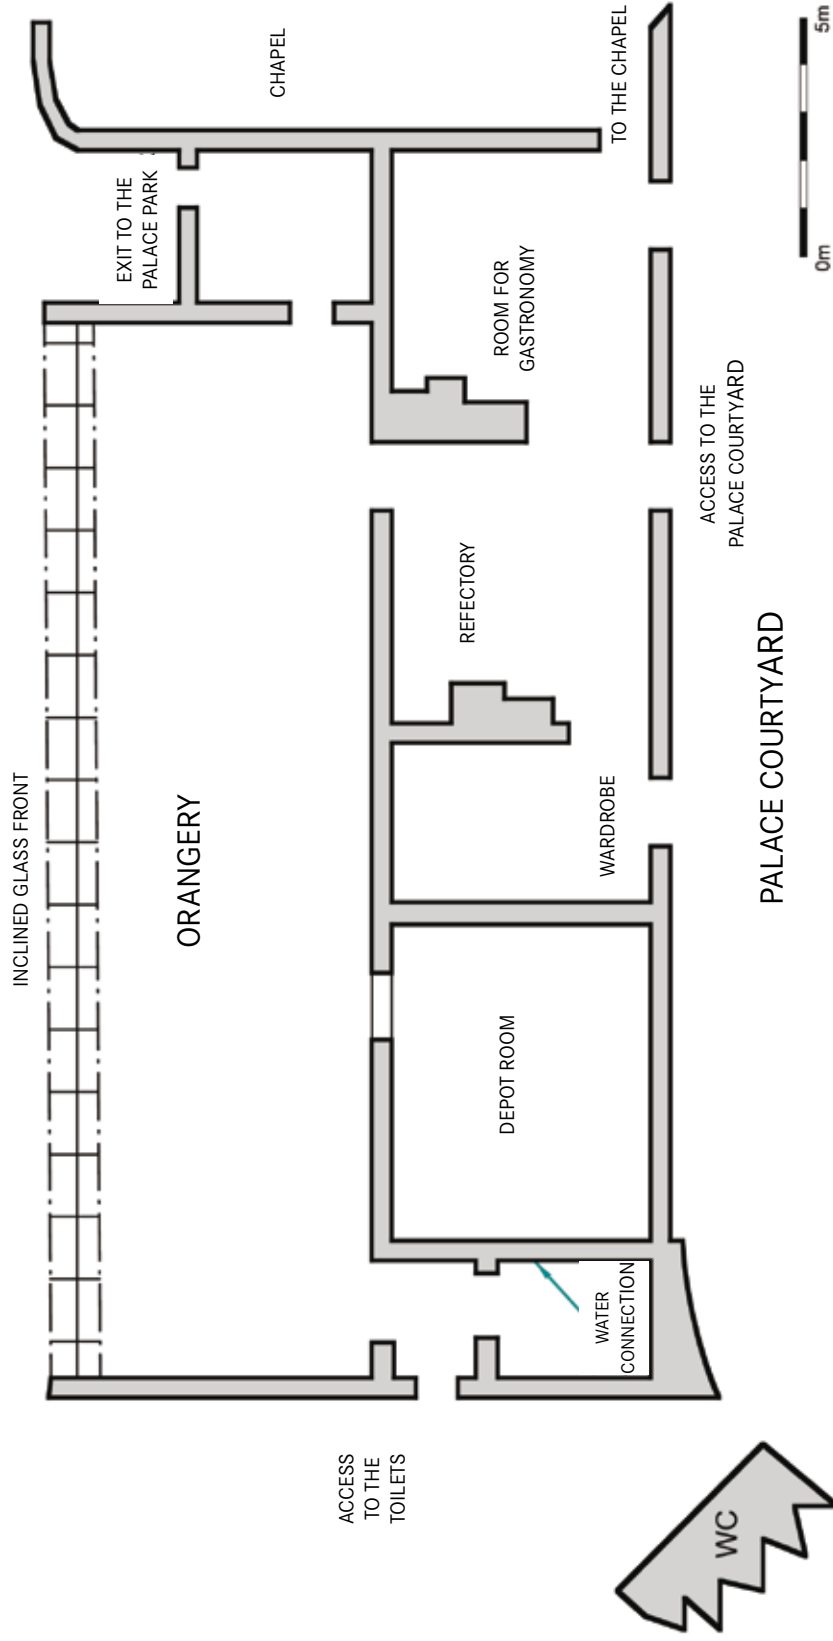 INCLINED GLASS FRONT
ORANGERY
EXIT TO THE
PALACE PARK
CHAPEL
TO THE CHAPEL
ROOM FOR
GASTRONOMY
REFECTORY
WARDROBE
DEPOT ROOM
WATER
CONNECTION
ACCESS
TO THE
TOILETS
WC
ACCESS TO THE
PALACE COURTYARD
PALACE COURTYARD
0m
5m